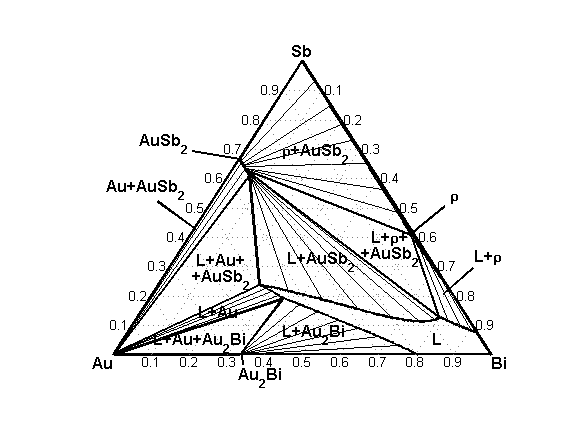 Sb
0.9 0.1
0.8 0.2
AuSb2
0.7 ρ+AuSb2 0.3
Au+AuSb2
0.6 0.4
ρ
0.5 0.5
0.4 L+ρ+ 0.6
L+Au+ L+AuSb2 +AuSb2 L+ρ
+AuSb2
0.3 0.7
0.2 0.8
L+Au
0.1 L+Au+Au2Bi L+Au2Bi L 0.9
Au 0.1 0.2 0.3 0.4 0.5 0.6 0.7 0.8 0.9 Bi
Au2Bi